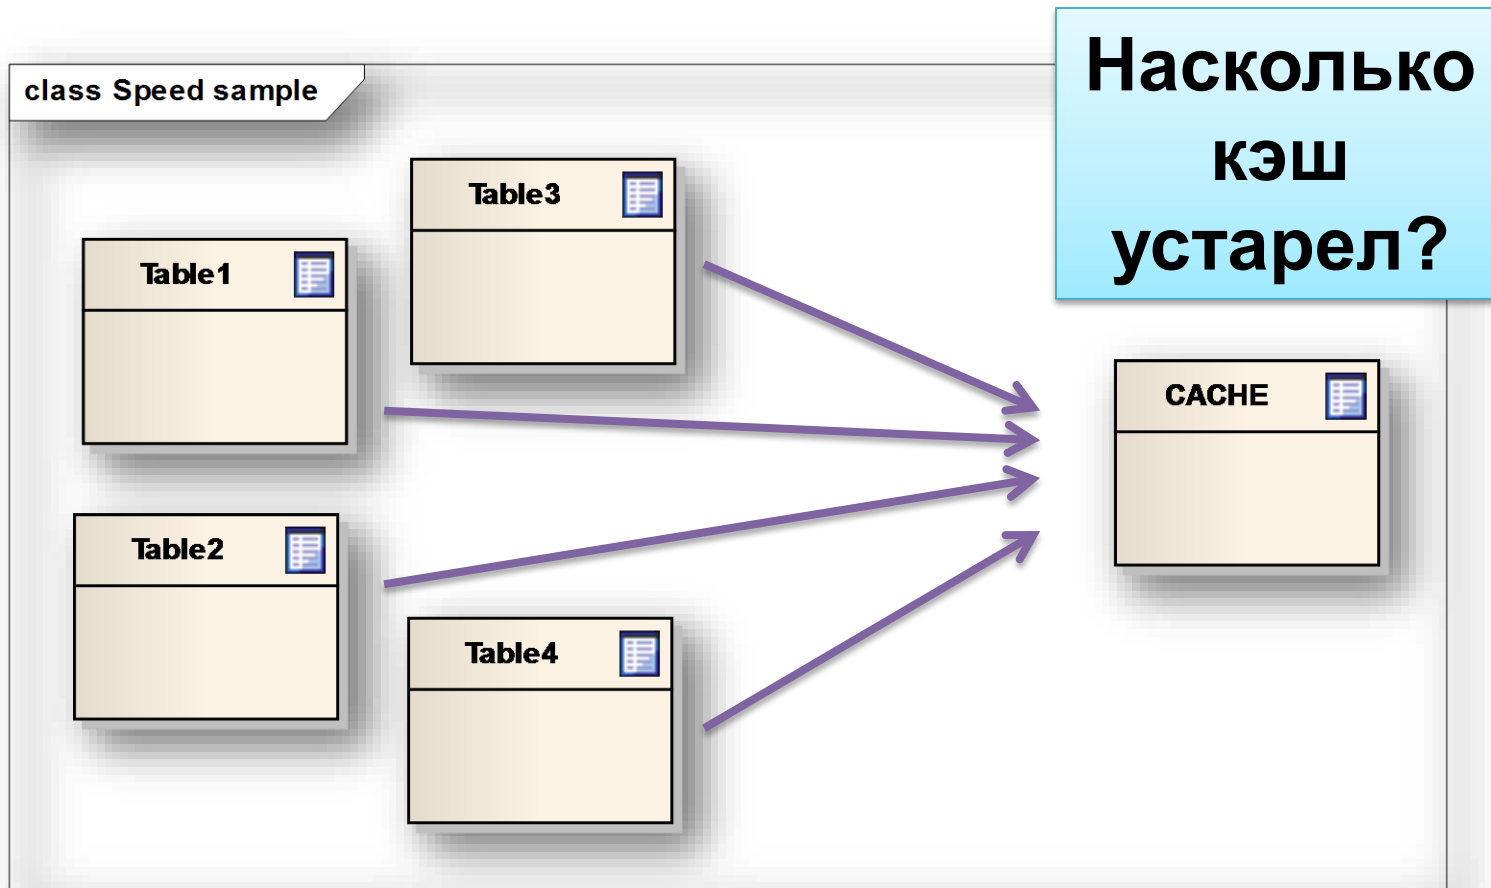 class Speed sample
Насколько
кэш
устарел?
Table3
Table1
CACHE
Table2
Table4